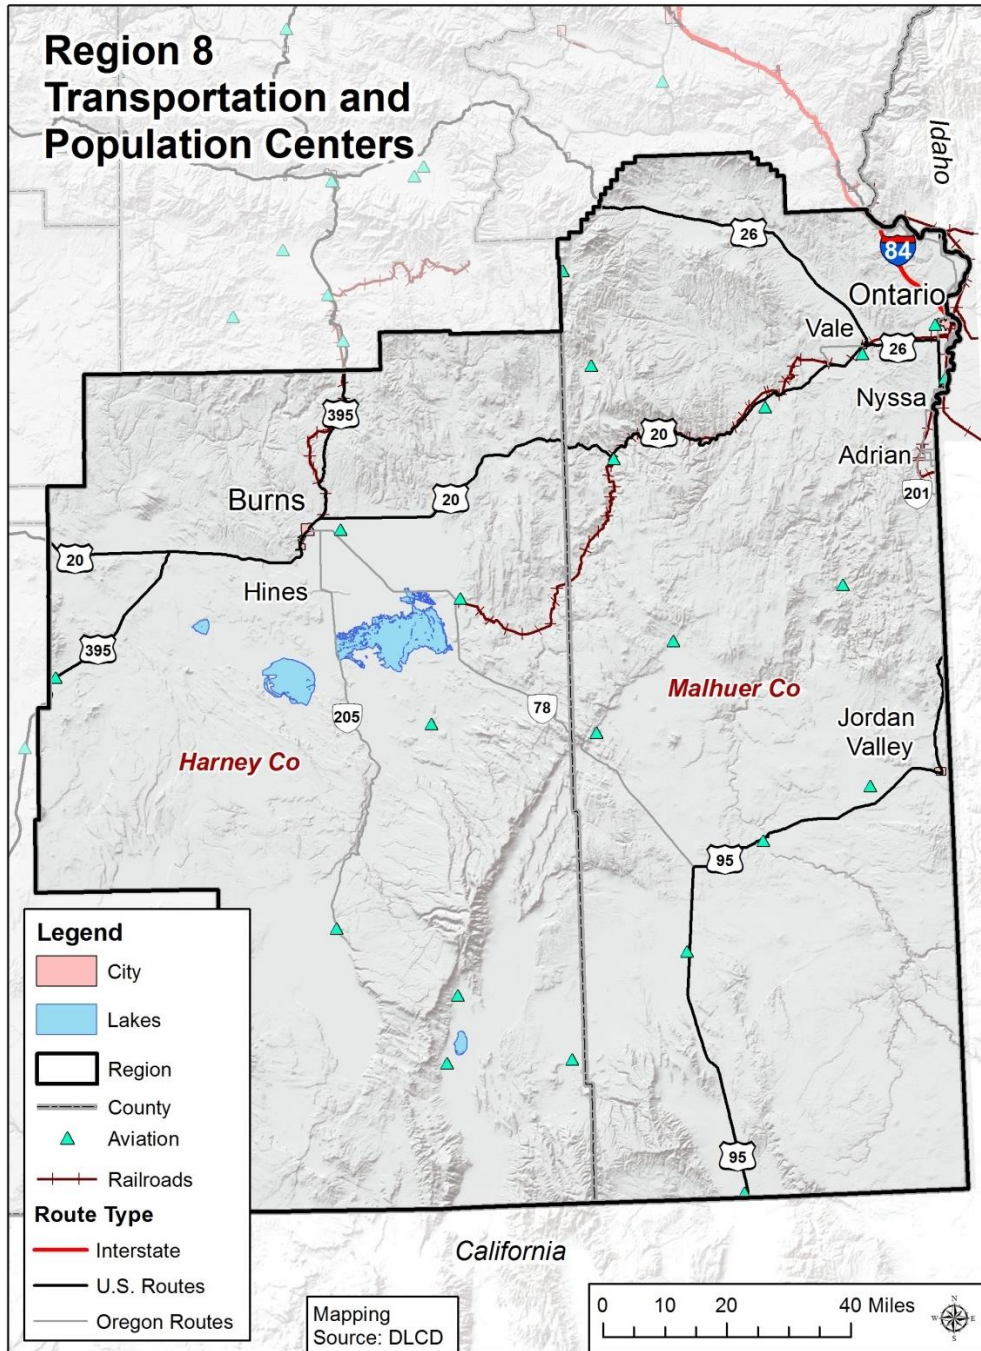 Region 8
Transportation and
Population Centers
Idaho
26
84
Ontario
Vale
26
Nyssa
395
20
Adrian
201
Burns
20
20
Hines
395
Malhuer Co
78
205
Jordan
Valley
Harney Co
95
95
Legend
City
Lakes
Region
County
Aviation
Railroads
Route Type
Interstate
U.S. Routes
Oregon Routes
California
Mapping
Source: DLCD
0 10 20 40 Miles
N
W E
S